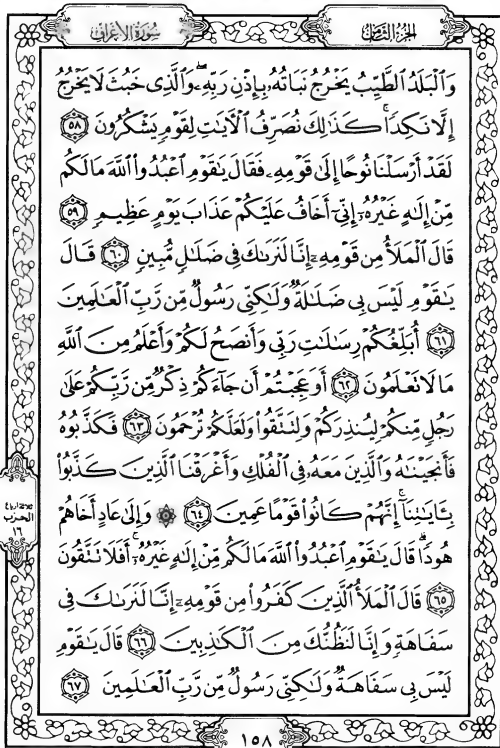 الجزء الثامن
سورة الأعراف
وَٱلْبَلَدُ ٱلطَّيِّبُ يَخْرُجُ نَبَاتُهُۥ بِإِذْنِ رَبِّهِۦۖ وَٱلَّذِى خَبُثَ لَا يَخْرُجُ
إِلَّا نَكِدًاۚ كَذَٰلِكَ نُصَرِّفُ ٱلْءَايَٰتِ لِقَوْمٍ يَشْكُرُونَ ٥٨
لَقَدْ أَرْسَلْنَا نُوحًا إِلَىٰ قَوْمِهِۦ فَقَالَ يَٰقَوْمِ ٱعْبُدُوا۟ ٱللَّهَ مَا لَكُم
مِّنْ إِلَٰهٍ غَيْرُهُۥٓ إِنِّىٓ أَخَافُ عَلَيْكُمْ عَذَابَ يَوْمٍ عَظِيمٍ ٥٩
قَالَ ٱلْمَلَأُ مِن قَوْمِهِۦٓ إِنَّا لَنَرَىٰكَ فِى ضَلَٰلٍ مُّبِينٍ ٦٠ قَالَ
يَٰقَوْمِ لَيْسَ بِى ضَلَٰلَةٌ وَلَٰكِنِّى رَسُولٌ مِّن رَّبِّ ٱلْعَٰلَمِينَ
٦١ أُبَلِّغُكُمْ رِسَٰلَٰتِ رَبِّى وَأَنصَحُ لَكُمْ وَأَعْلَمُ مِنَ ٱللَّهِ
مَا لَا تَعْلَمُونَ ٦٢ أَوَعَجِبْتُمْ أَن جَآءَكُمْ ذِكْرٌ مِّن رَّبِّكُمْ عَلَىٰ
رَجُلٍ مِّنكُمْ لِيُنذِرَكُمْ وَلِتَتَّقُوا۟ وَلَعَلَّكُمْ تُرْحَمُونَ ٦٣ فَكَذَّبُوهُ
فَأَنجَيْنَٰهُ وَٱلَّذِينَ مَعَهُۥ فِى ٱلْفُلْكِ وَأَغْرَقْنَا ٱلَّذِينَ كَذَّبُوا۟
بِـَٔايَٰتِنَآۚ إِنَّهُمْ كَانُوا۟ قَوْمًا عَمِينَ ٦٤ ۞ وَإِلَىٰ عَادٍ أَخَاهُمْ
هُودًاۗ قَالَ يَٰقَوْمِ ٱعْبُدُوا۟ ٱللَّهَ مَا لَكُم مِّنْ إِلَٰهٍ غَيْرُهُۥٓۚ أَفَلَا تَتَّقُونَ
٦٥ قَالَ ٱلْمَلَأُ ٱلَّذِينَ كَفَرُوا۟ مِن قَوْمِهِۦٓ إِنَّا لَنَرَىٰكَ فِى
سَفَاهَةٍ وَإِنَّا لَنَظُنُّكَ مِنَ ٱلْكَٰذِبِينَ ٦٦ قَالَ يَٰقَوْمِ
لَيْسَ بِى سَفَاهَةٌ وَلَٰكِنِّى رَسُولٌ مِّن رَّبِّ ٱلْعَٰلَمِينَ ٦٧
الحزب
١٦
١٥٨